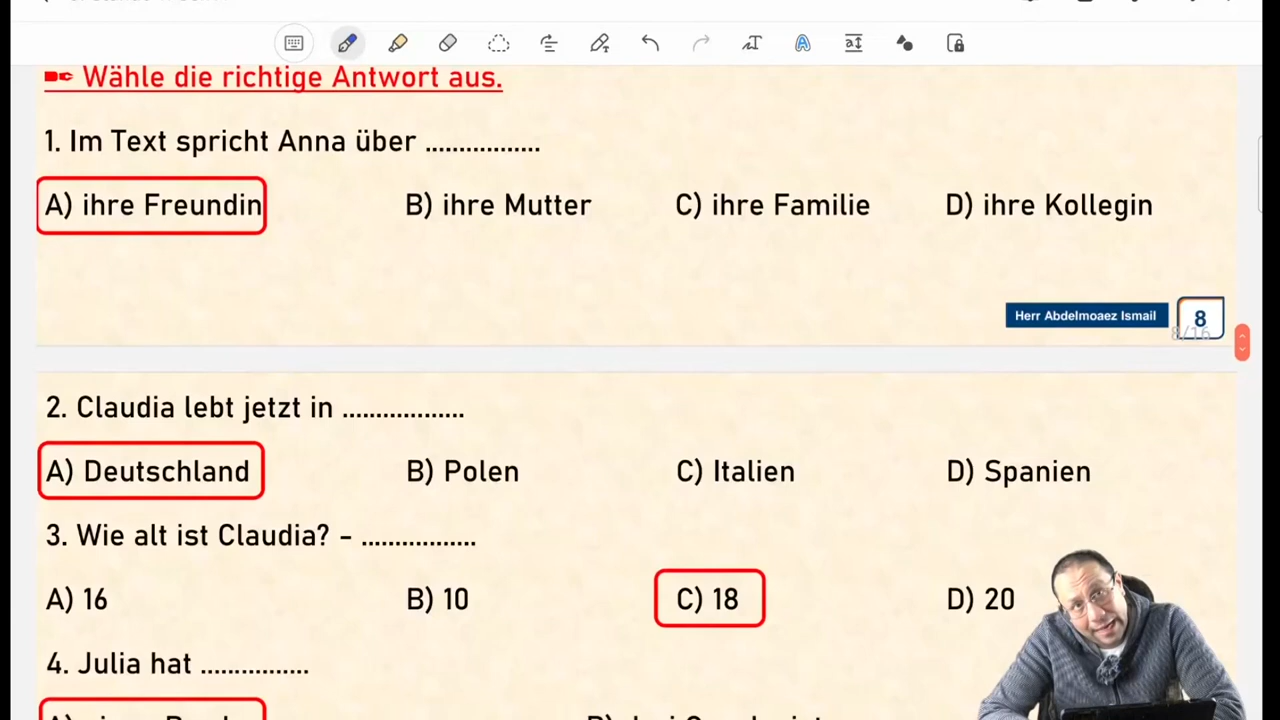 Wähle die richtige Antwort aus.
1. Im Text spricht Anna über .................
A) ihre Freundin B) ihre Mutter C) ihre Familie D) ihre Kollegin
Herr Abdelmoaez Ismail 8
8/16
2. Claudia lebt jetzt in ..................
A) Deutschland B) Polen C) Italien D) Spanien
3. Wie alt ist Claudia? – .................
A) 16 B) 10 C) 18 D) 20
4. Julia hat ................